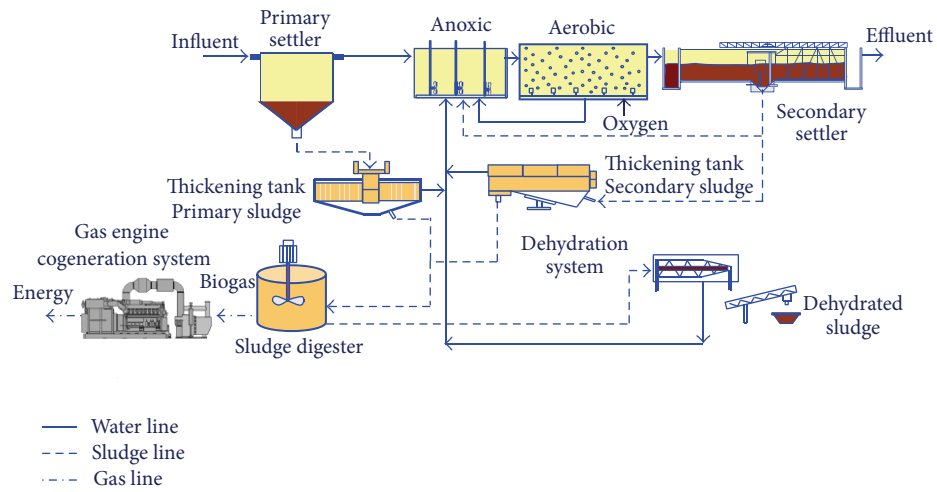 Primary
settler
Influent
Anoxic
Aerobic
Effluent
Oxygen
Secondary
settler
Thickening tank
Primary sludge
Thickening tank
Secondary sludge
Gas engine
cogeneration system
Energy
Biogas
Sludge digester
Dehydration
system
Dehydrated
sludge
Water line
Sludge line
Gas line